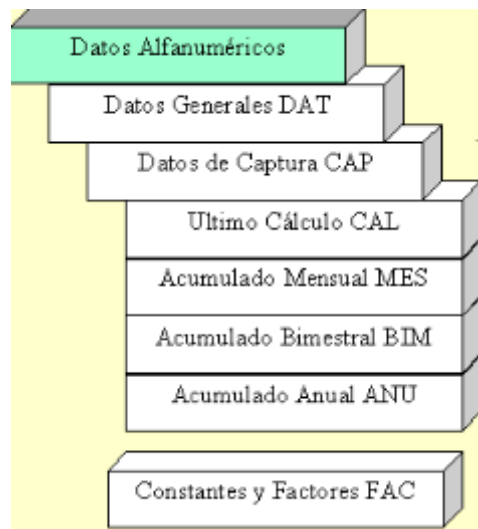 Datos Alfanuméricos
Datos Generales DAT
Datos de Captura CAP
Ultimo Cálculo CAL
Acumulado Mensual MES
Acumulado Bimestral BIM
Acumulado Anual ANU
Constantes y Factores FAC